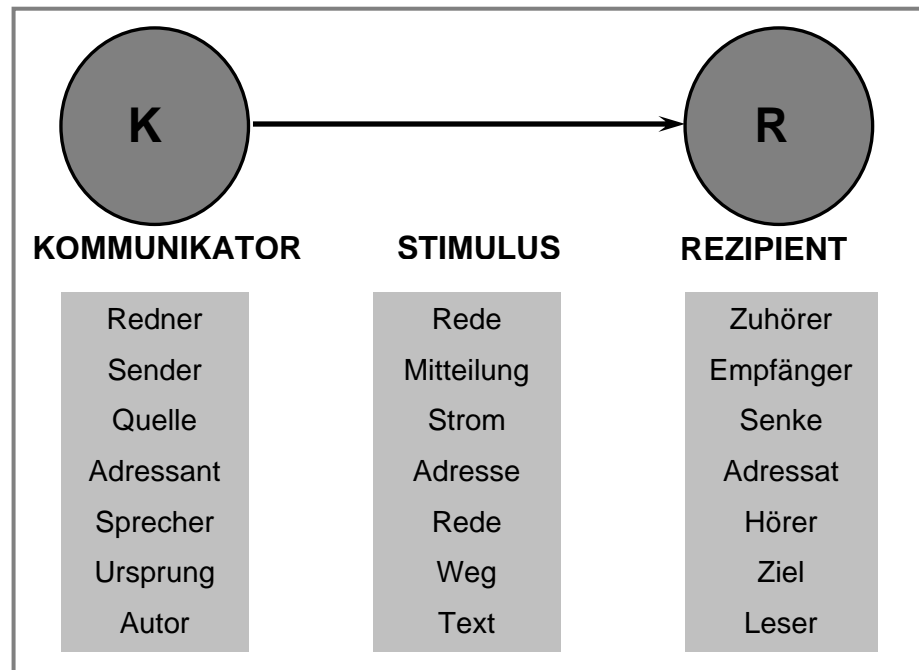 K R
KOMMUNIKATOR STIMULUS REZIPIENT
Redner Rede Zuhörer
Sender Mitteilung Empfänger
Quelle Strom Senke
Adressant Adresse Adressat
Sprecher Rede Hörer
Ursprung Weg Ziel
Autor Text Leser